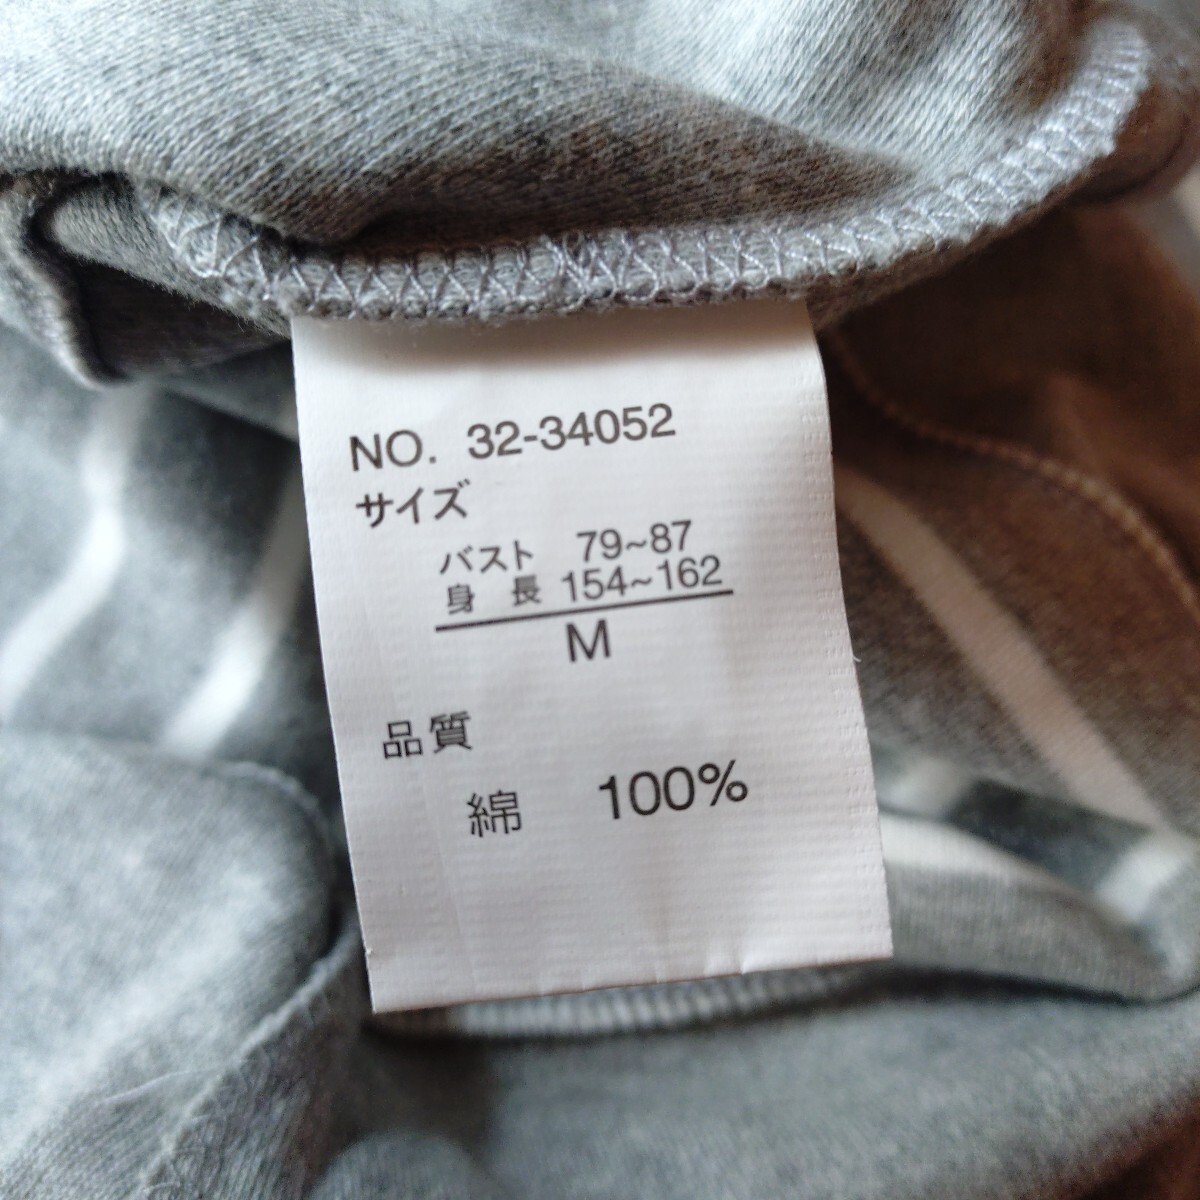 NO. 32-34052
サイズ
バスト 79~87
身長 154~162
M
品質
綿 100%